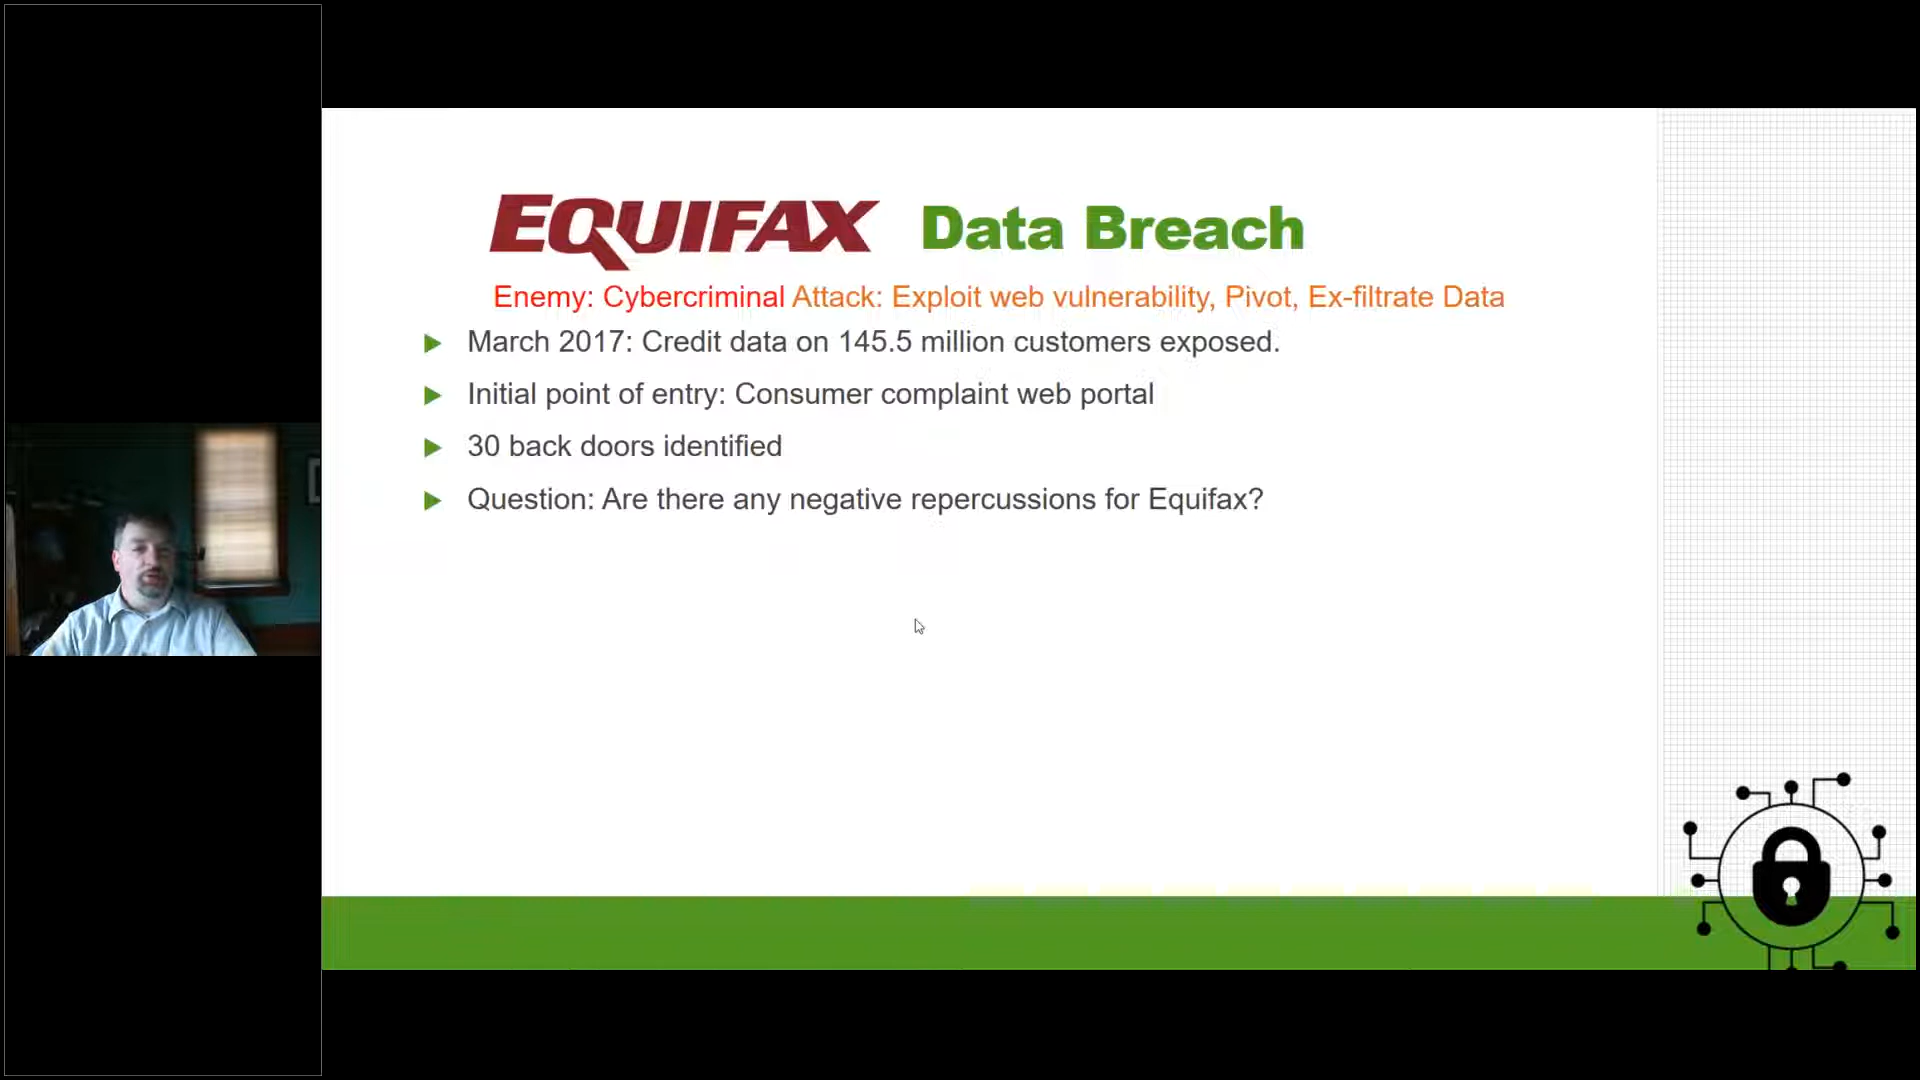 EQUIFAX Data Breach
Enemy: Cybercriminal Attack: Exploit web vulnerability, Pivot, Ex-filtrate Data
March 2017: Credit data on 145.5 million customers exposed.
Initial point of entry: Consumer complaint web portal
30 back doors identified
Question: Are there any negative repercussions for Equifax?